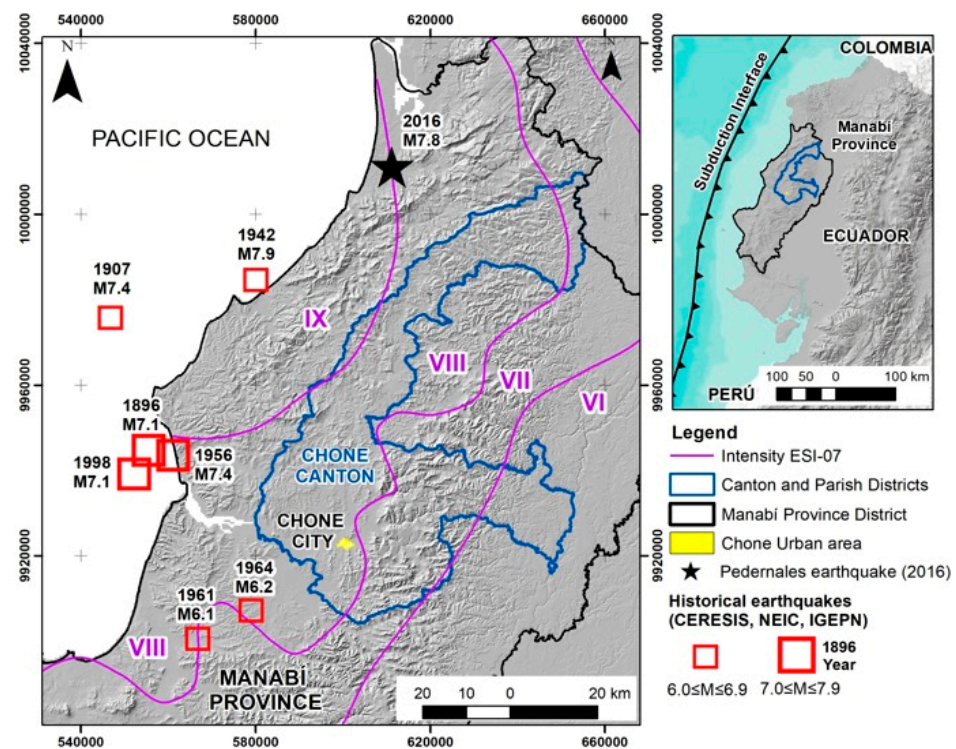 540000
580000
620000
660000
10040000
10000000
9960000
9920000
N
N
PACIFIC OCEAN
2016
M7.8
1942
M7.9
1907
M7.4
IX
VIII
VII
VI
1896
M7.1
1956
M7.4
1998
M7.1
CHONE
CANTON
CHONE
CITY
1964
M6.2
1961
M6.1
VIII
MANABÍ
PROVINCE
20 10 0 20 km
540000
580000
620000
660000
COLOMBIA
Subduction Interface
Manabí
Province
ECUADOR
PERÚ
100 50 0 100 km
Legend
Intensity ESI-07
Canton and Parish Districts
Manabí Province District
Chone Urban area
Pedernales earthquake (2016)
Historical earthquakes
(CERESIS, NEIC, IGEPN)
1896
Year
6.0≤M≤6.9
7.0≤M≤7.9